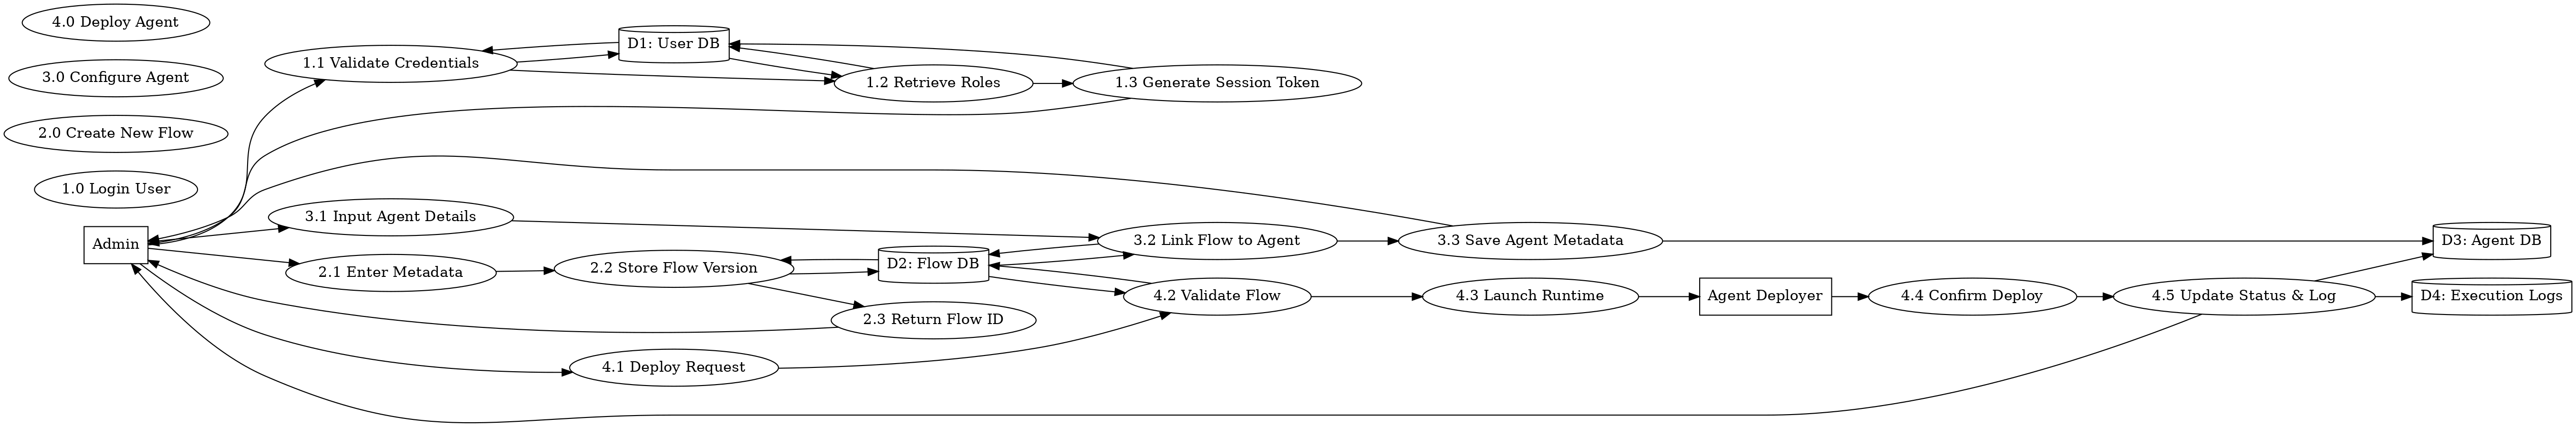 4.0 Deploy Agent
3.0 Configure Agent
2.0 Create New Flow
1.0 Login User
Admin
1.1 Validate Credentials
D1: User DB
1.2 Retrieve Roles
1.3 Generate Session Token
3.1 Input Agent Details
2.1 Enter Metadata
2.2 Store Flow Version
D2: Flow DB
2.3 Return Flow ID
4.1 Deploy Request
3.2 Link Flow to Agent
3.3 Save Agent Metadata
4.2 Validate Flow
4.3 Launch Runtime
Agent Deployer
4.4 Confirm Deploy
4.5 Update Status & Log
D3: Agent DB
D4: Execution Logs